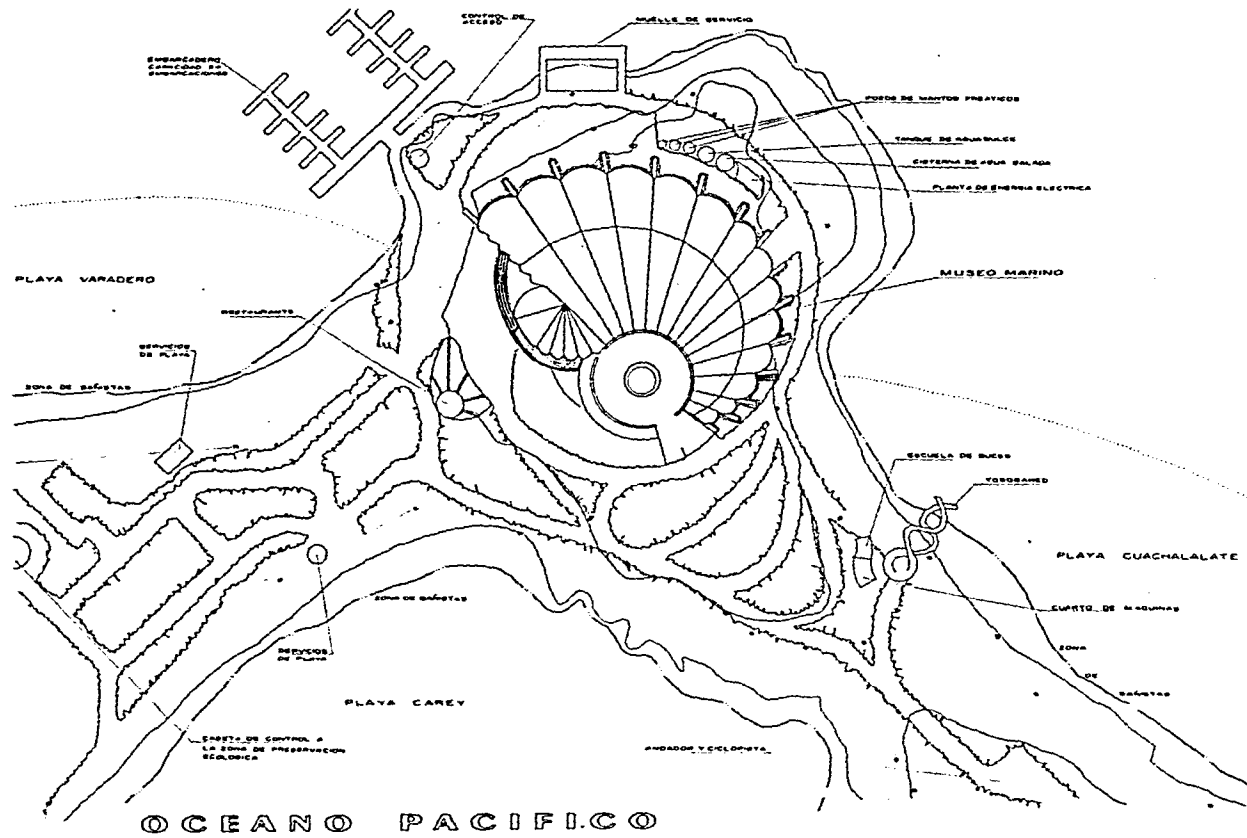 CONTROL DE
ACCESO
MUELLE DE SERVICIO
EMBARCADERO
CAPACIDAD
EMBARCACIONES
POZOS DE MANTOS FREATICOS
TANQUE DE AGUA DULCE
CISTERNA DE AGUA SALADA
PLANTA DE ENERGIA ELECTRICA
PLAYA VARADERO
MUSEO MARINO
RESTAURANTE
SERVICIOS
DE PLAYA
ZONA DE BAÑISTAS
ESCUELA DE BUCEO
TOBOGANES
PLAYA GUACHALALATE
ZONA DE BAÑISTAS
CUARTO DE MAQUINAS
SERVICIOS
DE PLAYA
ZONA
DE
BAÑISTAS
PLAYA CAREY
CASETA DE CONTROL A
LA ZONA DE PRESERVACION
ECOLOGICA
ANDADOR Y CICLOPISTA
OCEANO PACIFICO